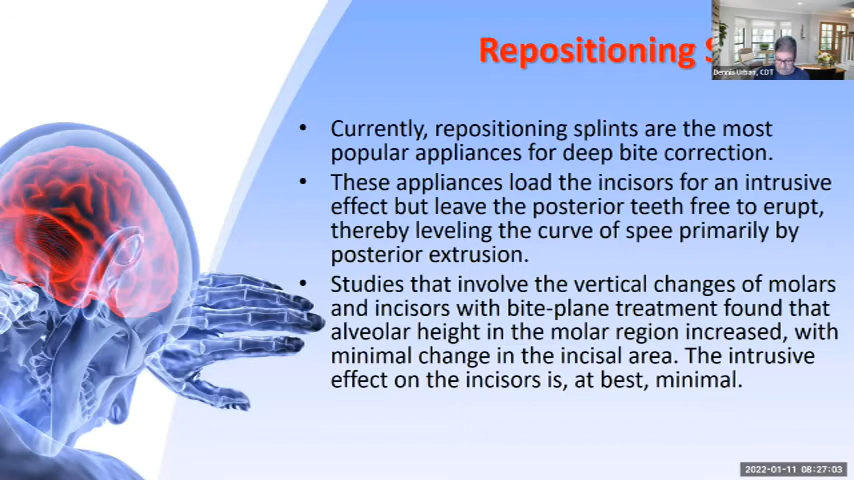 Repositioning
Dennis Urban, CDT
• Currently, repositioning splints are the most
popular appliances for deep bite correction.
• These appliances load the incisors for an intrusive
effect but leave the posterior teeth free to erupt,
thereby leveling the curve of spee primarily by
posterior extrusion.
• Studies that involve the vertical changes of molars
and incisors with bite-plane treatment found that
alveolar height in the molar region increased, with
minimal change in the incisal area. The intrusive
effect on the incisors is, at best, minimal.
2022-01-11 08:27:03